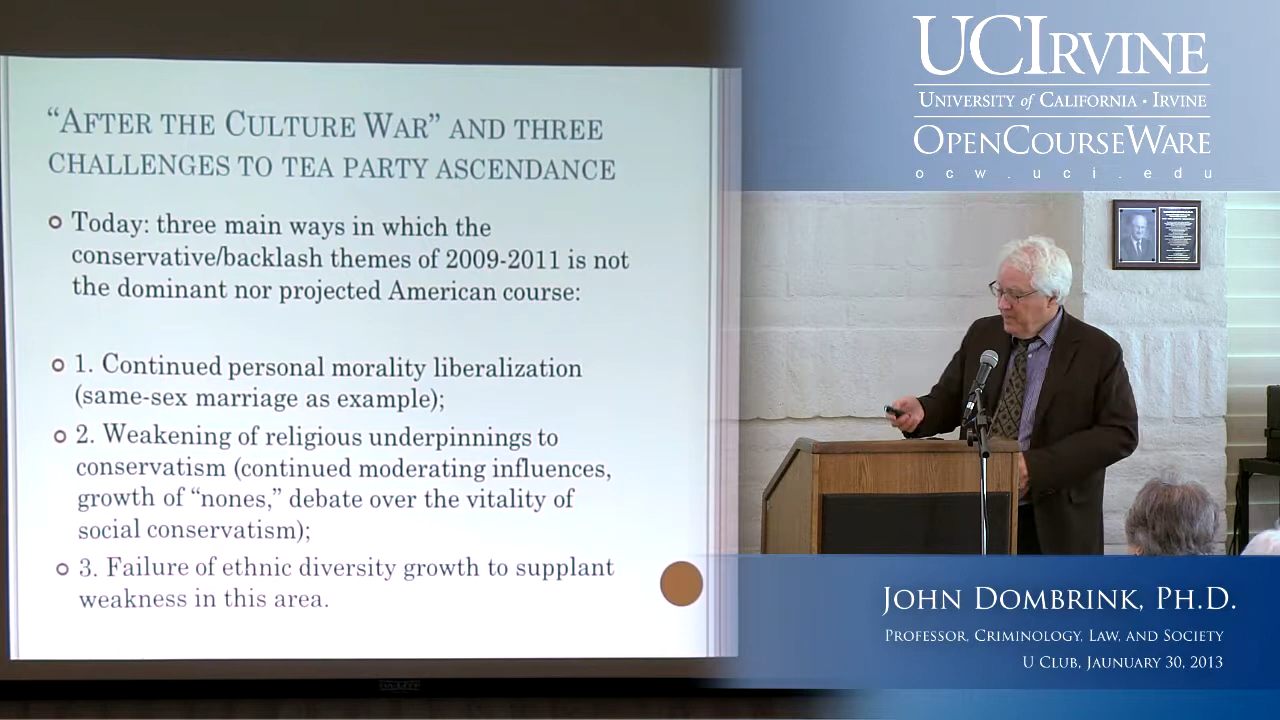 "AFTER THE CULTURE WAR" AND THREE
CHALLENGES TO TEA PARTY ASCENDANCE
Today: three main ways in which the
conservative/backlash themes of 2009-2011 is not
the dominant nor projected American course:
1. Continued personal morality liberalization
(same-sex marriage as example);
2. Weakening of religious underpinnings to
conservatism (continued moderating influences,
growth of "nones," debate over the vitality of
social conservatism);
3. Failure of ethnic diversity growth to supplant
weakness in this area.
UCIRVINE
UNIVERSITY of CALIFORNIA • IRVINE
OPENCOURSEWARE
ocw.uci.edu
JOHN DOMBRINK, PH.D.
PROFESSOR, CRIMINOLOGY, LAW, AND SOCIETY
U CLUB, JAUNUARY 30, 2013